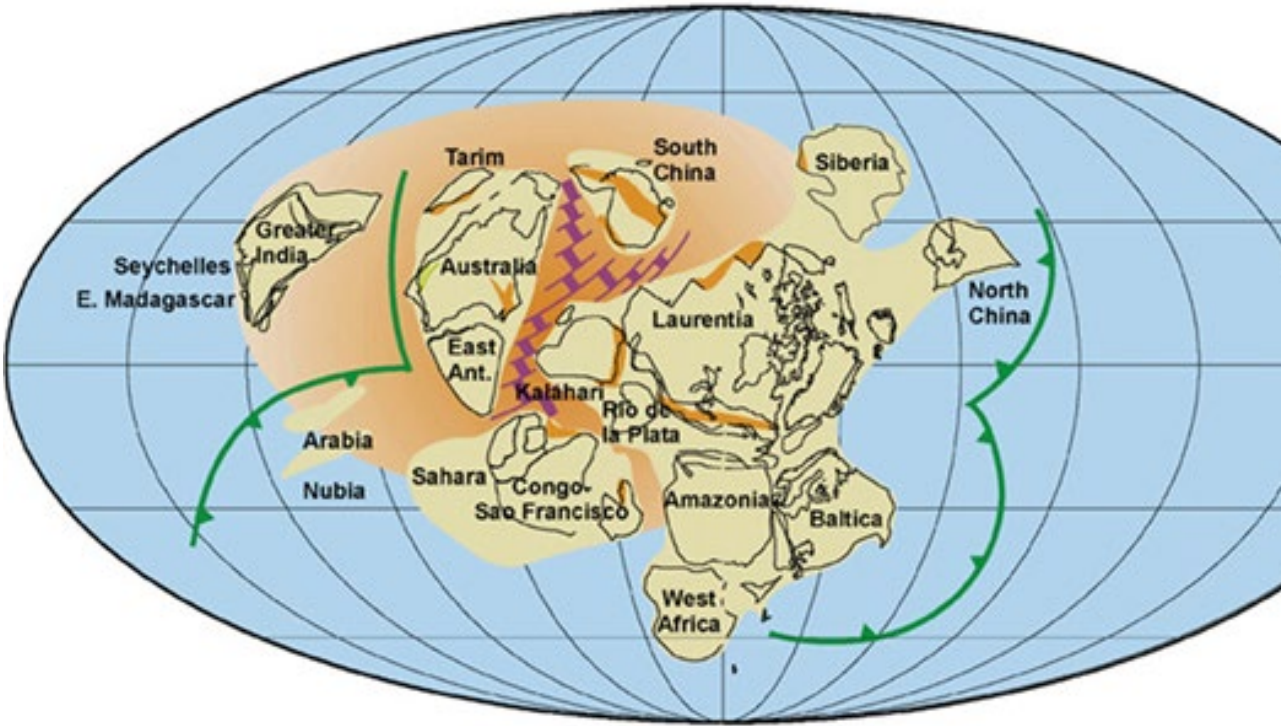 South
China
Tarim
Siberia
Greater
India
Seychelles
E. Madagascar
Australia
North
China
Laurentia
East
Ant.
Kalahari
Rio de
la Plata
Arabia
Nubia
Sahara
Congo-
Sao Francisco
Amazonia
Baltica
West
Africa